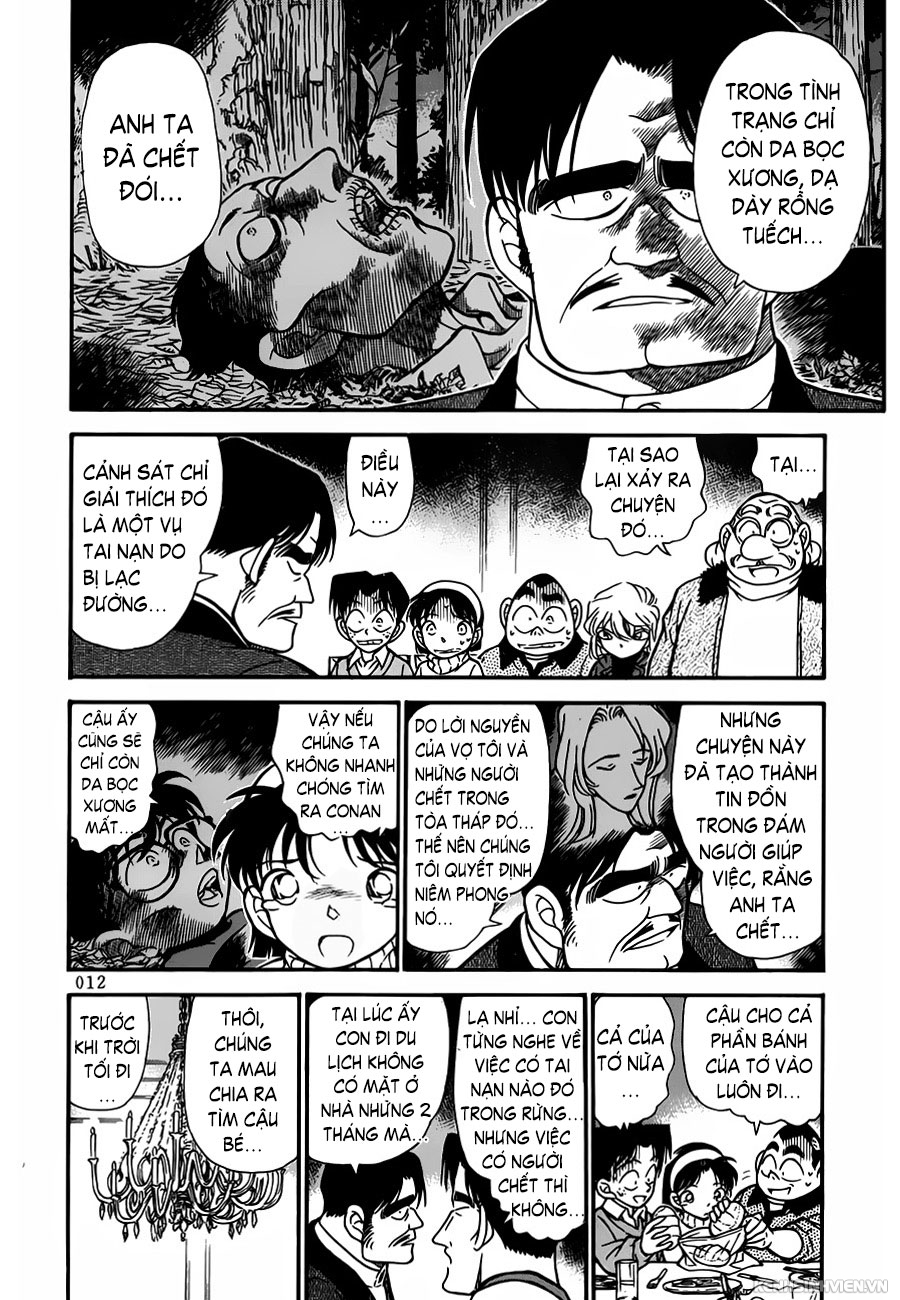 TRONG TÌNH
TRẠNG CHỈ
CÒN DA BỌC
XƯƠNG, DẠ
DÀY RỔNG
TUẾCH...
ANH TA
ĐÃ CHẾT
ĐÓI...
TẠI...
TẠI SAO
LẠI XẢY RA
CHUYỆN
ĐÓ...
ĐIỀU
NÀY
...
CẢNH SÁT CHỈ
GIẢI THÍCH ĐÓ
LÀ MỘT VỤ
TAI NẠN DO
BỊ LẠC
ĐƯỜNG...
NHƯNG
CHUYỆN NÀY
ĐÃ TẠO THÀNH
TIN ĐỒN
TRONG ĐÁM
NGƯỜI GIÚP
VIỆC, RẰNG
ANH TA
CHẾT...
DO LỜI NGUYỀN
CỦA VỢ TÔI VÀ
NHỮNG NGƯỜI
CHẾT TRONG
TÒA THÁP ĐÓ...
THẾ NÊN CHÚNG
TÔI QUYẾT ĐỊNH
NIÊM PHONG
NÓ...
VẬY NẾU
CHÚNG TA
KHÔNG NHANH
CHÓNG TÌM
RA CONAN
...
CẬU ẤY
CŨNG SẼ
CHỈ CÒN
DA BỌC
XƯƠNG
MẤT...
012
CẬU CHO CẢ
PHẦN BÁNH
CỦA TỚ VÀO
LUÔN ĐI...
CẢ CỦA
TỚ NỮA
...
LẠ NHỈ... CON
TỪNG NGHE VỀ
VIỆC CÓ TAI
NẠN NÀO ĐÓ
TRONG RỪNG...
NHƯNG VIỆC
CÓ NGƯỜI
CHẾT THÌ
KHÔNG...
TẠI LÚC ẤY
CON ĐI DU
LỊCH KHÔNG
CÓ MẶT Ở
NHÀ NHỮNG 2
THÁNG MÀ...
THÔI,
CHÚNG
TA MAU
CHIA RA
TÌM CẬU
BÉ.
TRƯỚC
KHI TRỜI
TỐI ĐI
...
KENHSINHVIEN.VN